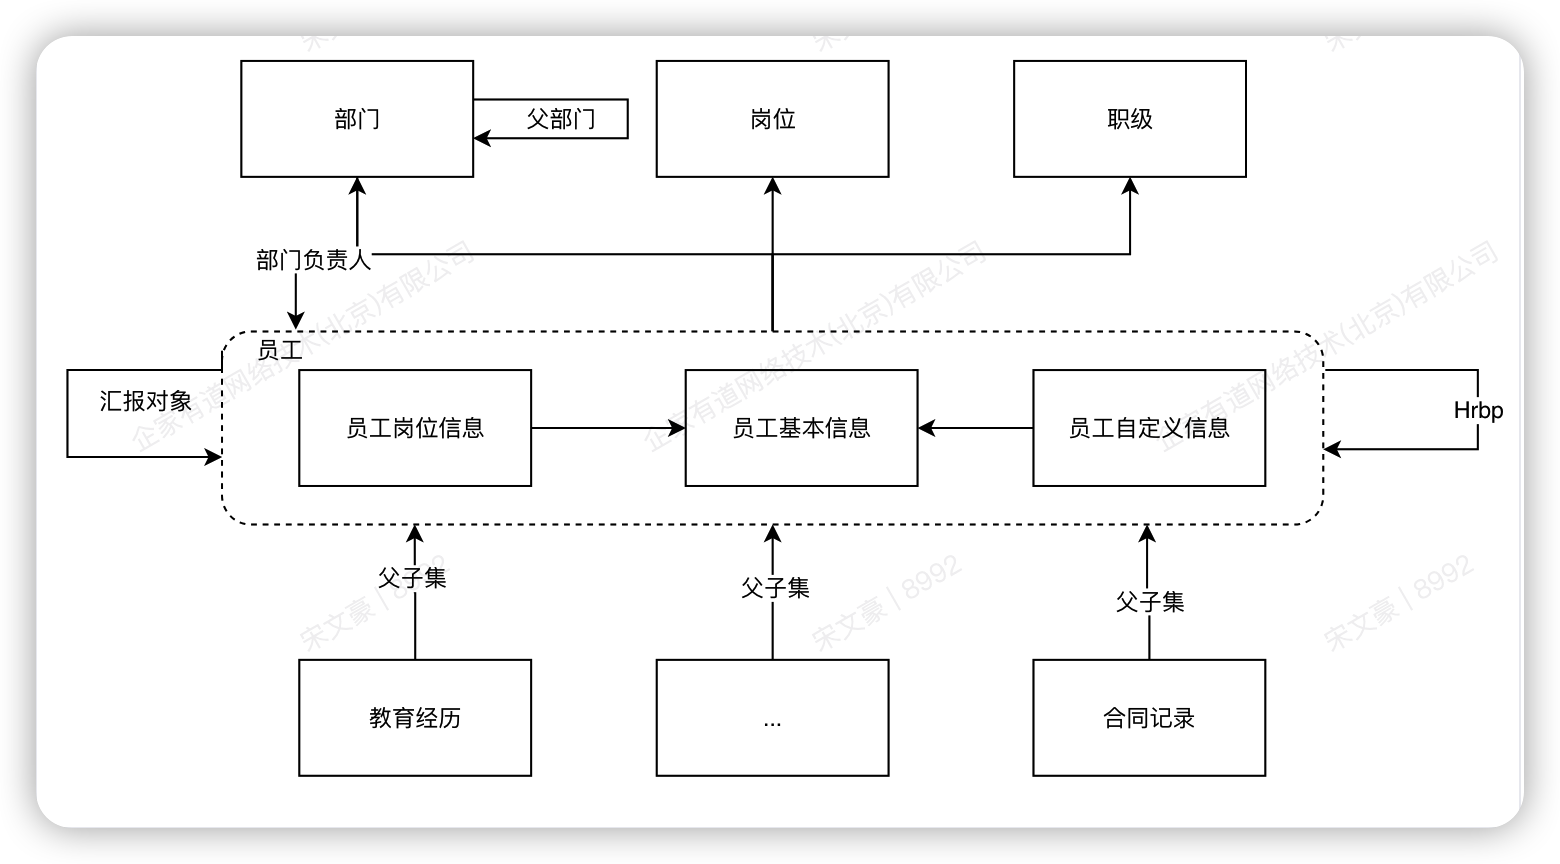 部门
父部门
岗位
职级
部门负责人
员工
汇报对象
员工岗位信息
员工基本信息
员工自定义信息
Hrbp
父子集
父子集
父子集
教育经历
...
合同记录
企家有道网络技术(北京)有限公司
企家有道网络技术(北京)有限公司
企家有道网络技术(北京)有限公司
宋文豪 | 8992
宋文豪 | 8992
宋文豪 | 8992